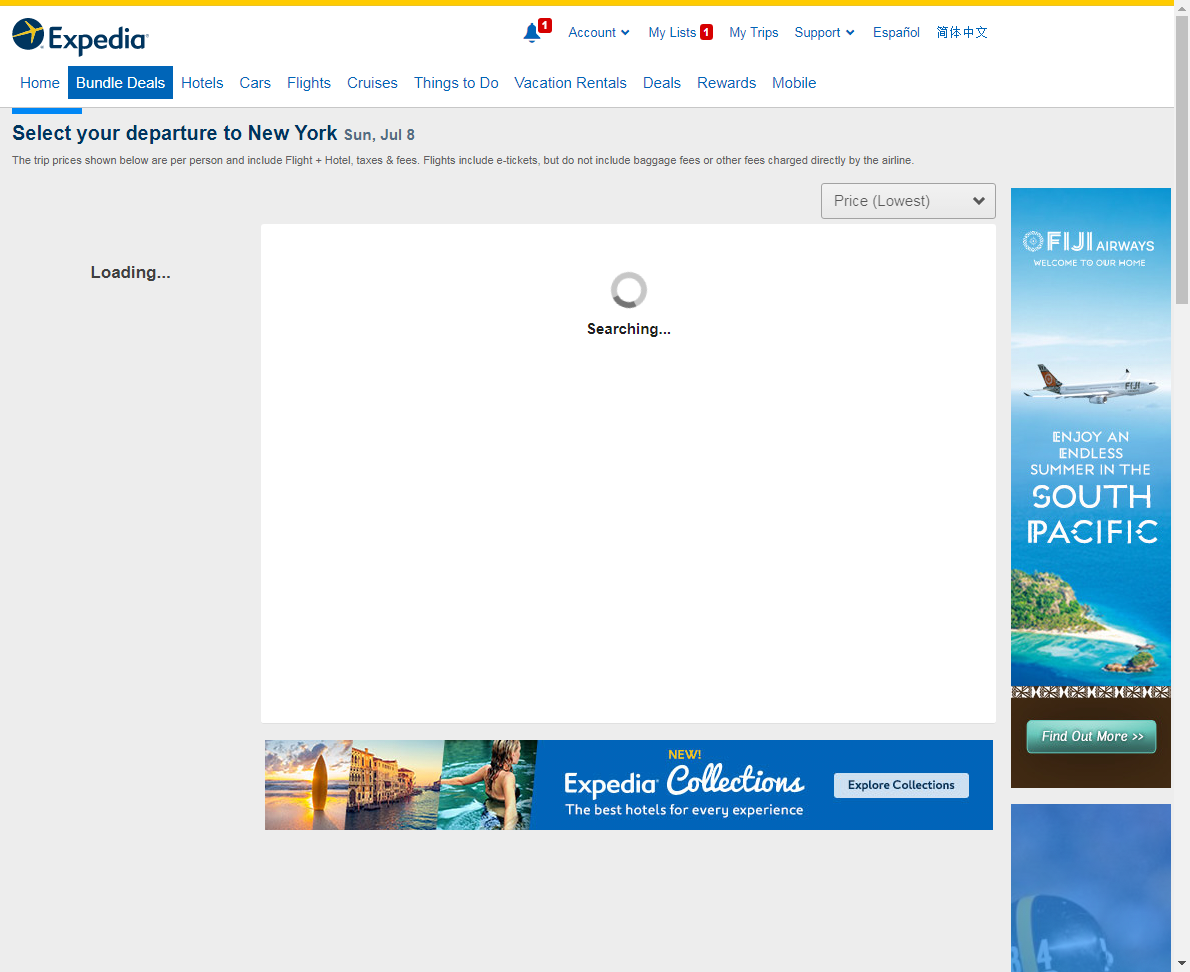 Expedia
1
Account
My Lists 1
My Trips
Support
Español
简体中文
Home
Bundle Deals
Hotels
Cars
Flights
Cruises
Things to Do
Vacation Rentals
Deals
Rewards
Mobile
Select your departure to New York Sun, Jul 8
The trip prices shown below are per person and include Flight + Hotel, taxes & fees. Flights include e-tickets, but do not include baggage fees or other fees charged directly by the airline.
Price (Lowest)
Loading...
Searching...
FIJI AIRWAYS
WELCOME TO OUR HOME
FIJI
ENJOY AN
ENDLESS
SUMMER IN THE
SOUTH
PACIFIC
Find Out More >>
NEW!
Expedia Collections
The best hotels for every experience
Explore Collections
84